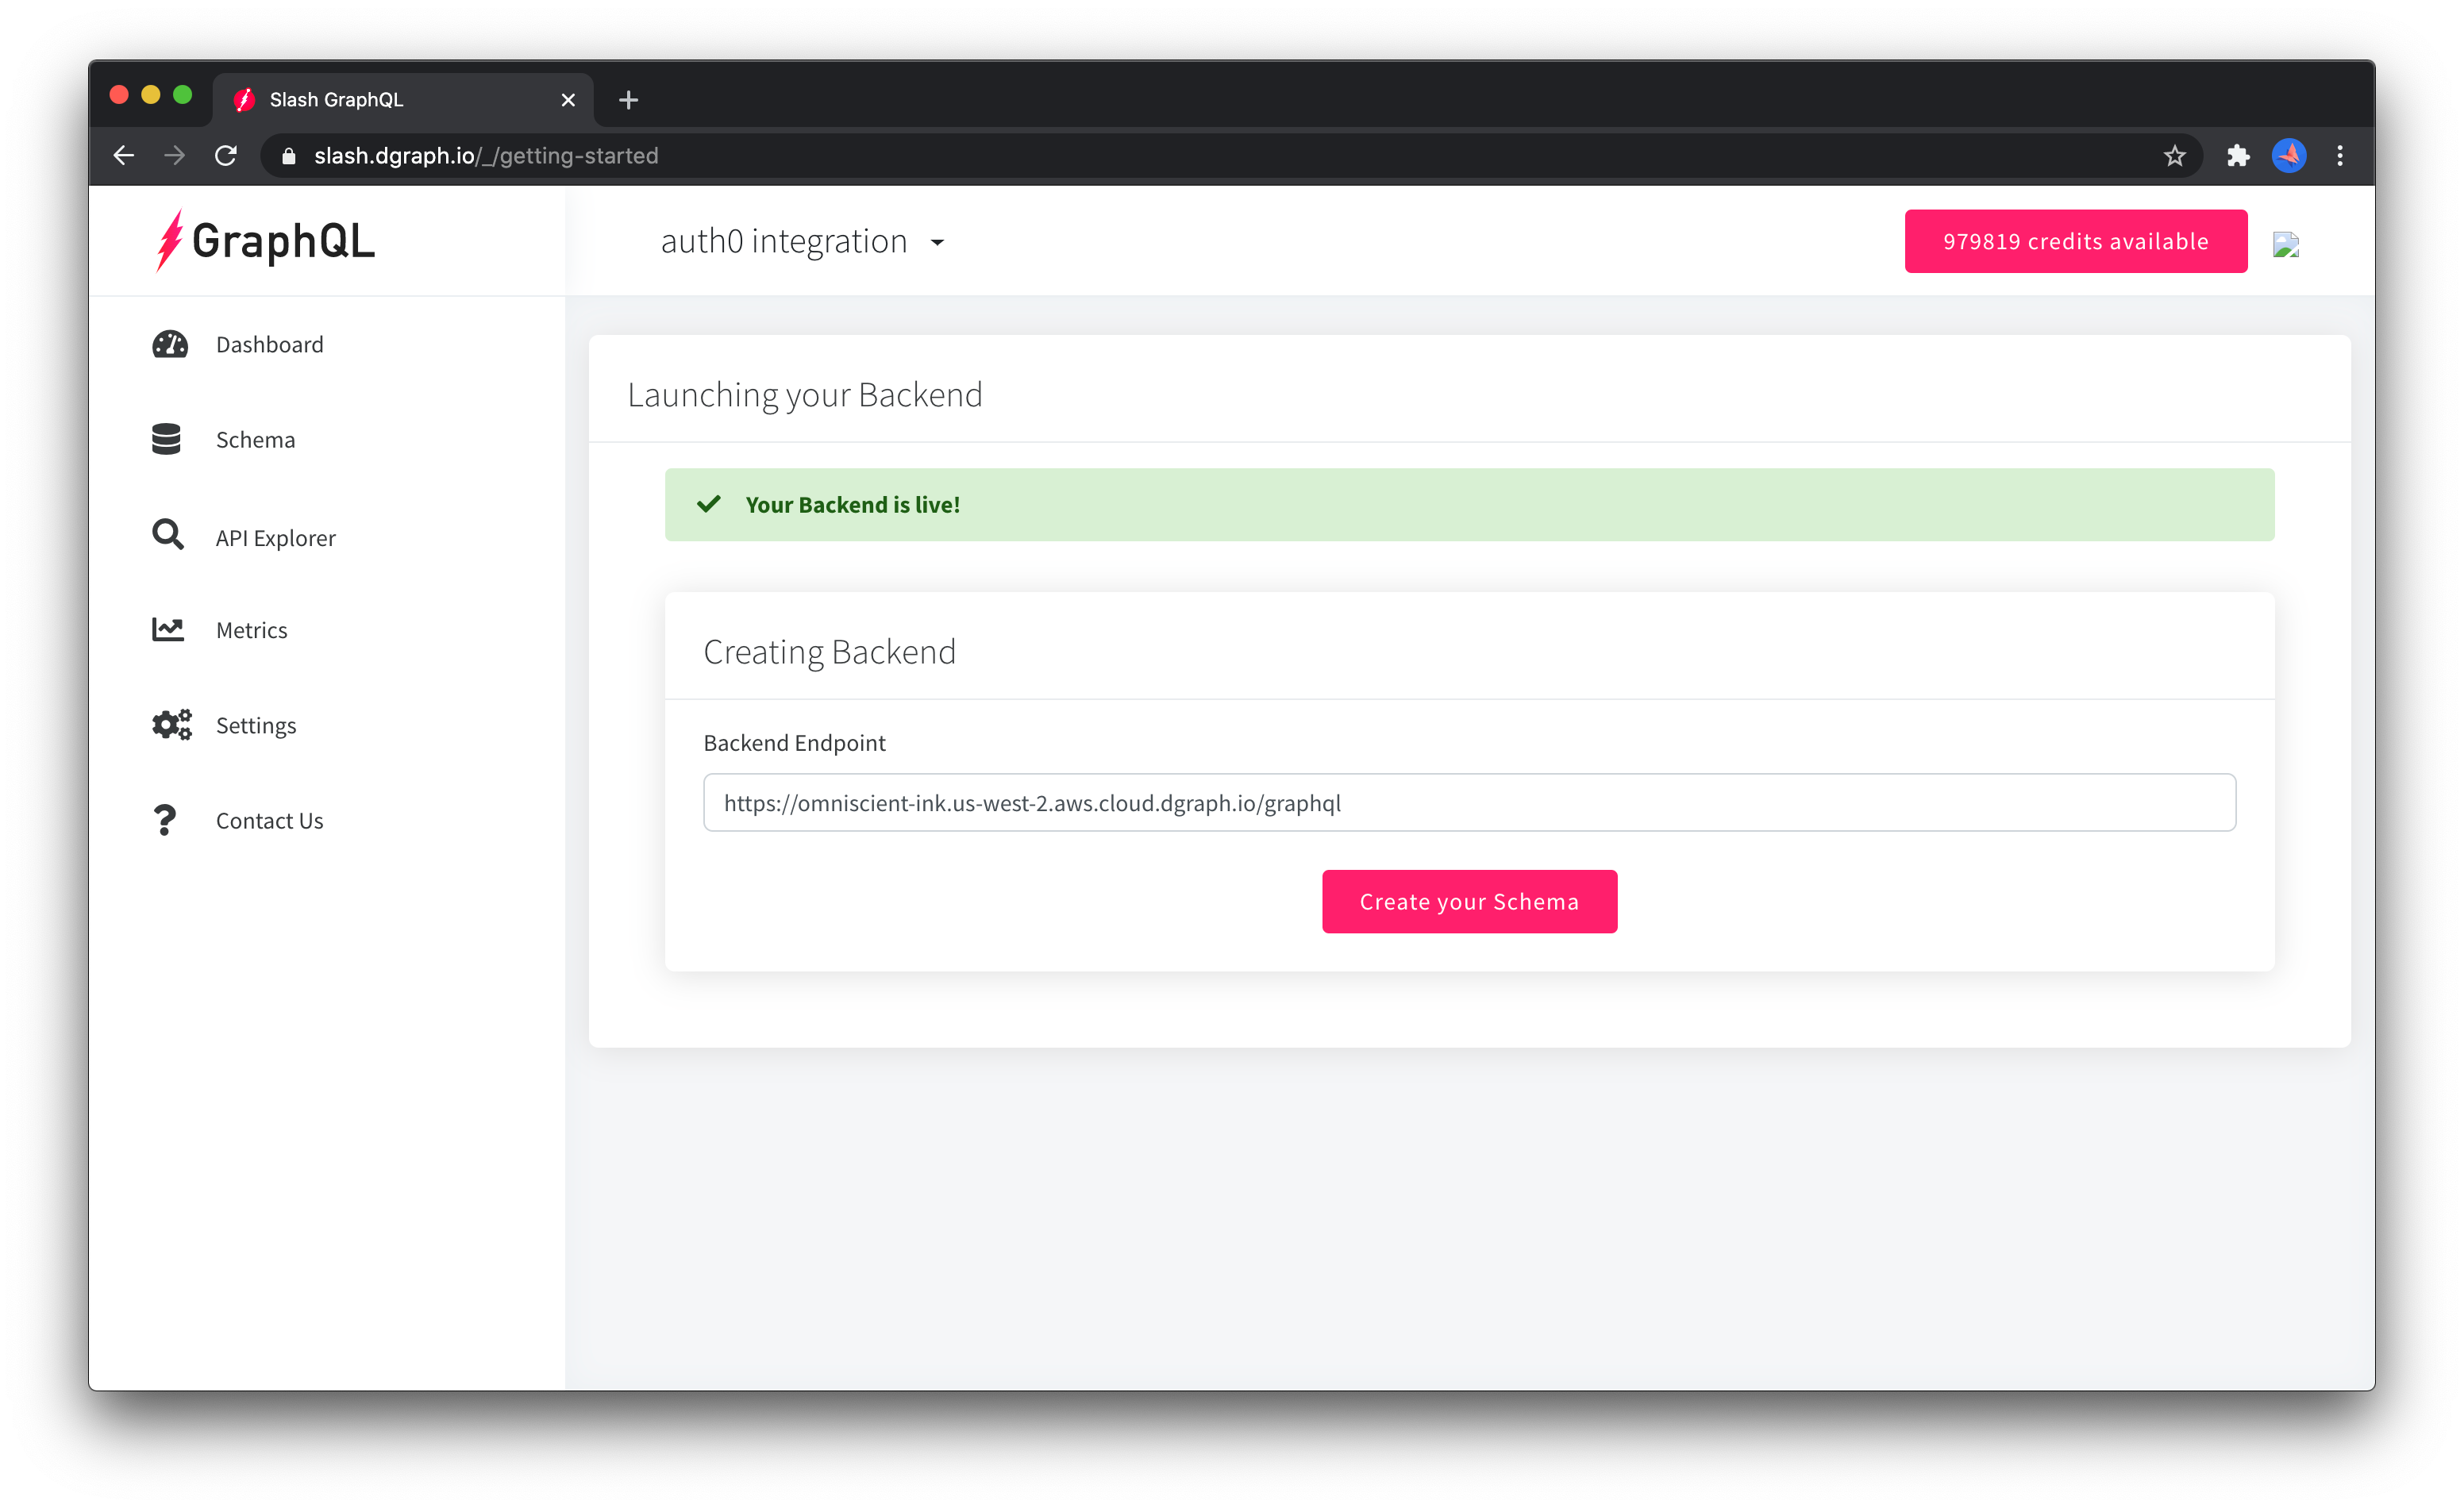 Slash GraphQL
slash.dgraph.io/_/getting-started
GraphQL
auth0 integration
979819 credits available
Dashboard
Schema
API Explorer
Metrics
Settings
Contact Us
Launching your Backend
Your Backend is live!
Creating Backend
Backend Endpoint
https://omniscient-ink.us-west-2.aws.cloud.dgraph.io/graphql
Create your Schema